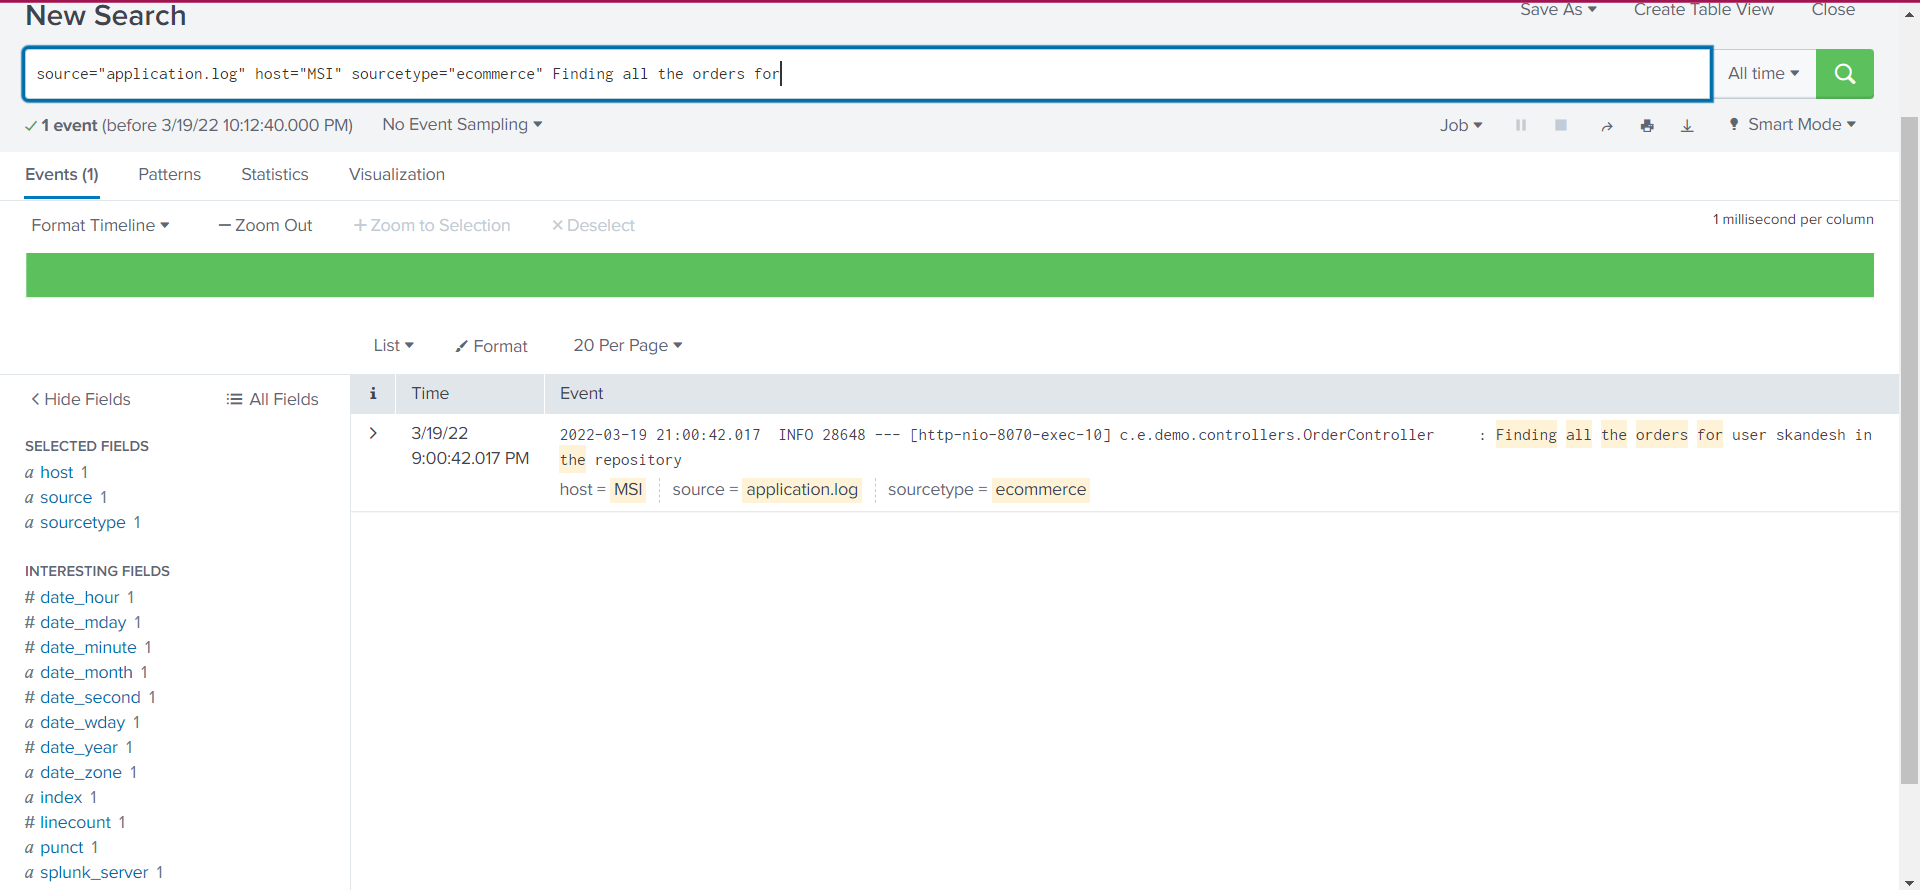 New Search
Save As Create Table View Close
source="application.log" host="MSI" sourcetype="ecommerce" Finding all the orders for
All time
1 event (before 3/19/22 10:12:40.000 PM) No Event Sampling
Job Smart Mode
Events (1) Patterns Statistics Visualization
Format Timeline — Zoom Out + Zoom to Selection × Deselect
1 millisecond per column
List Format 20 Per Page
Hide Fields All Fields
i Time Event
SELECTED FIELDS
a host 1
a source 1
a sourcetype 1
INTERESTING FIELDS
# date_hour 1
# date_mday 1
# date_minute 1
a date_month 1
# date_second 1
a date_wday 1
# date_year 1
a date_zone 1
a index 1
# linecount 1
a punct 1
a splunk_server 1
3/19/22
9:00:42.017 PM
2022-03-19 21:00:42.017  INFO 28648 --- [http-nio-8070-exec-10] c.e.demo.controllers.OrderController     : Finding all the orders for user skandesh in
the repository
host = MSI source = application.log sourcetype = ecommerce